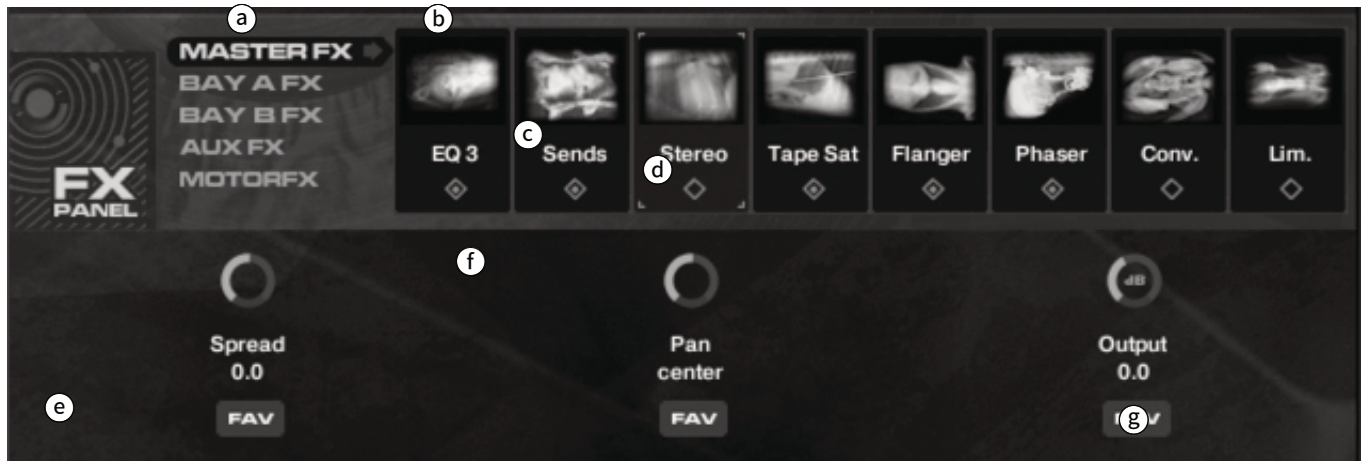 a
b
MASTER FX
BAY A FX
BAY B FX
AUX FX
MOTORFX
FX
PANEL
c
d
EQ 3
Sends
Stereo
Tape Sat
Flanger
Phaser
Conv.
Lim.
f
dB
Spread
0.0
Pan
center
Output
0.0
e
FAV
FAV
g